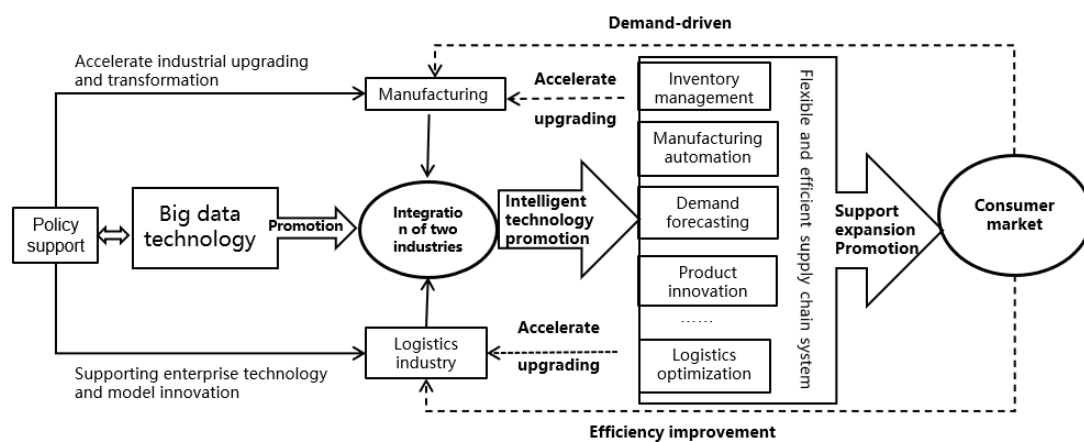 Demand-driven
Accelerate industrial upgrading
and transformation
Manufacturing
Accelerate
upgrading
Inventory
management
Manufacturing
automation
Demand
forecasting
Product
innovation
……
Logistics
optimization
Flexible and efficient supply chain system
Policy
support
Big data
technology
Promotion
Integratio
n of two
industries
Intelligent
technology
promotion
Support
expansion
Promotion
Consumer
market
Logistics
industry
Accelerate
upgrading
Supporting enterprise technology
and model innovation
Efficiency improvement